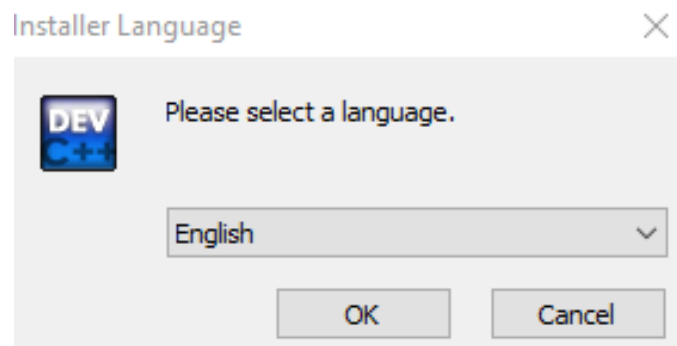 Installer Language
DEV
C++
Please select a language.
English
OK
Cancel